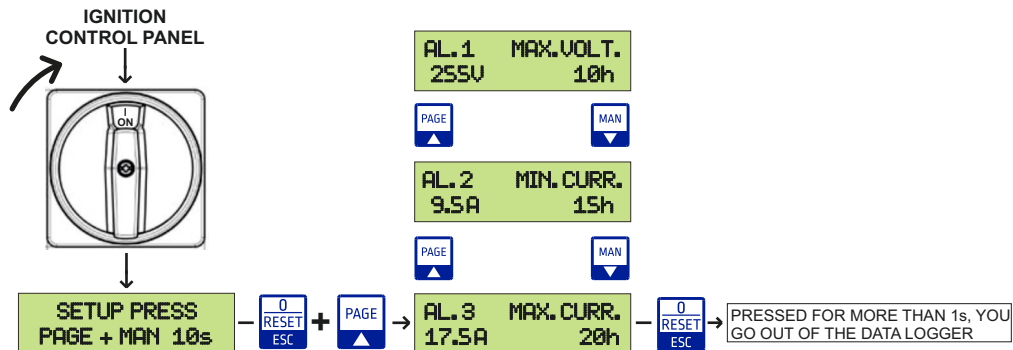 IGNITION
CONTROL PANEL
I
ON
AL.1 MAX.VOLT.
255V 10h
PAGE
MAN
AL.2 MIN.CURR.
9.5A 15h
PAGE
MAN
SETUP PRESS
PAGE + MAN 10s
0
RESET
ESC
+
PAGE
AL.3 MAX.CURR.
17.5A 20h
0
RESET
ESC
PRESSED FOR MORE THAN 1s, YOU
GO OUT OF THE DATA LOGGER